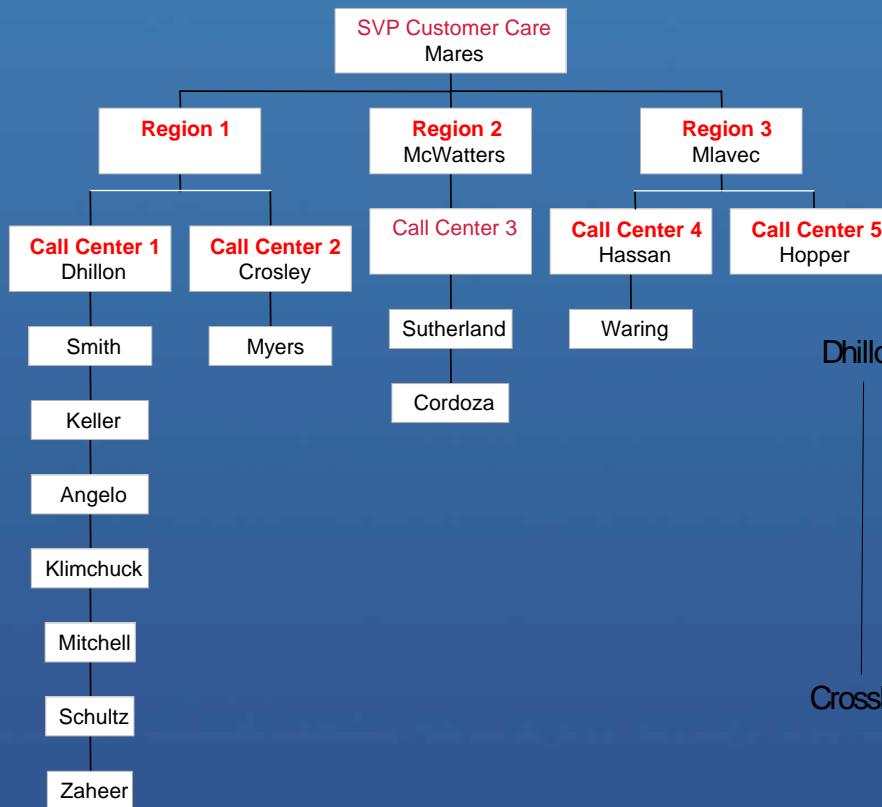 SVP Customer Care
Mares
Region 1
Region 2
McWatters
Region 3
Mlavec
Call Center 1
Dhillon
Call Center 2
Crosley
Call Center 3
Call Center 4
Hassan
Call Center 5
Hopper
Smith
Myers
Sutherland
Waring
Cordoza
Keller
Angelo
Klimchuck
Mitchell
Schultz
Zaheer